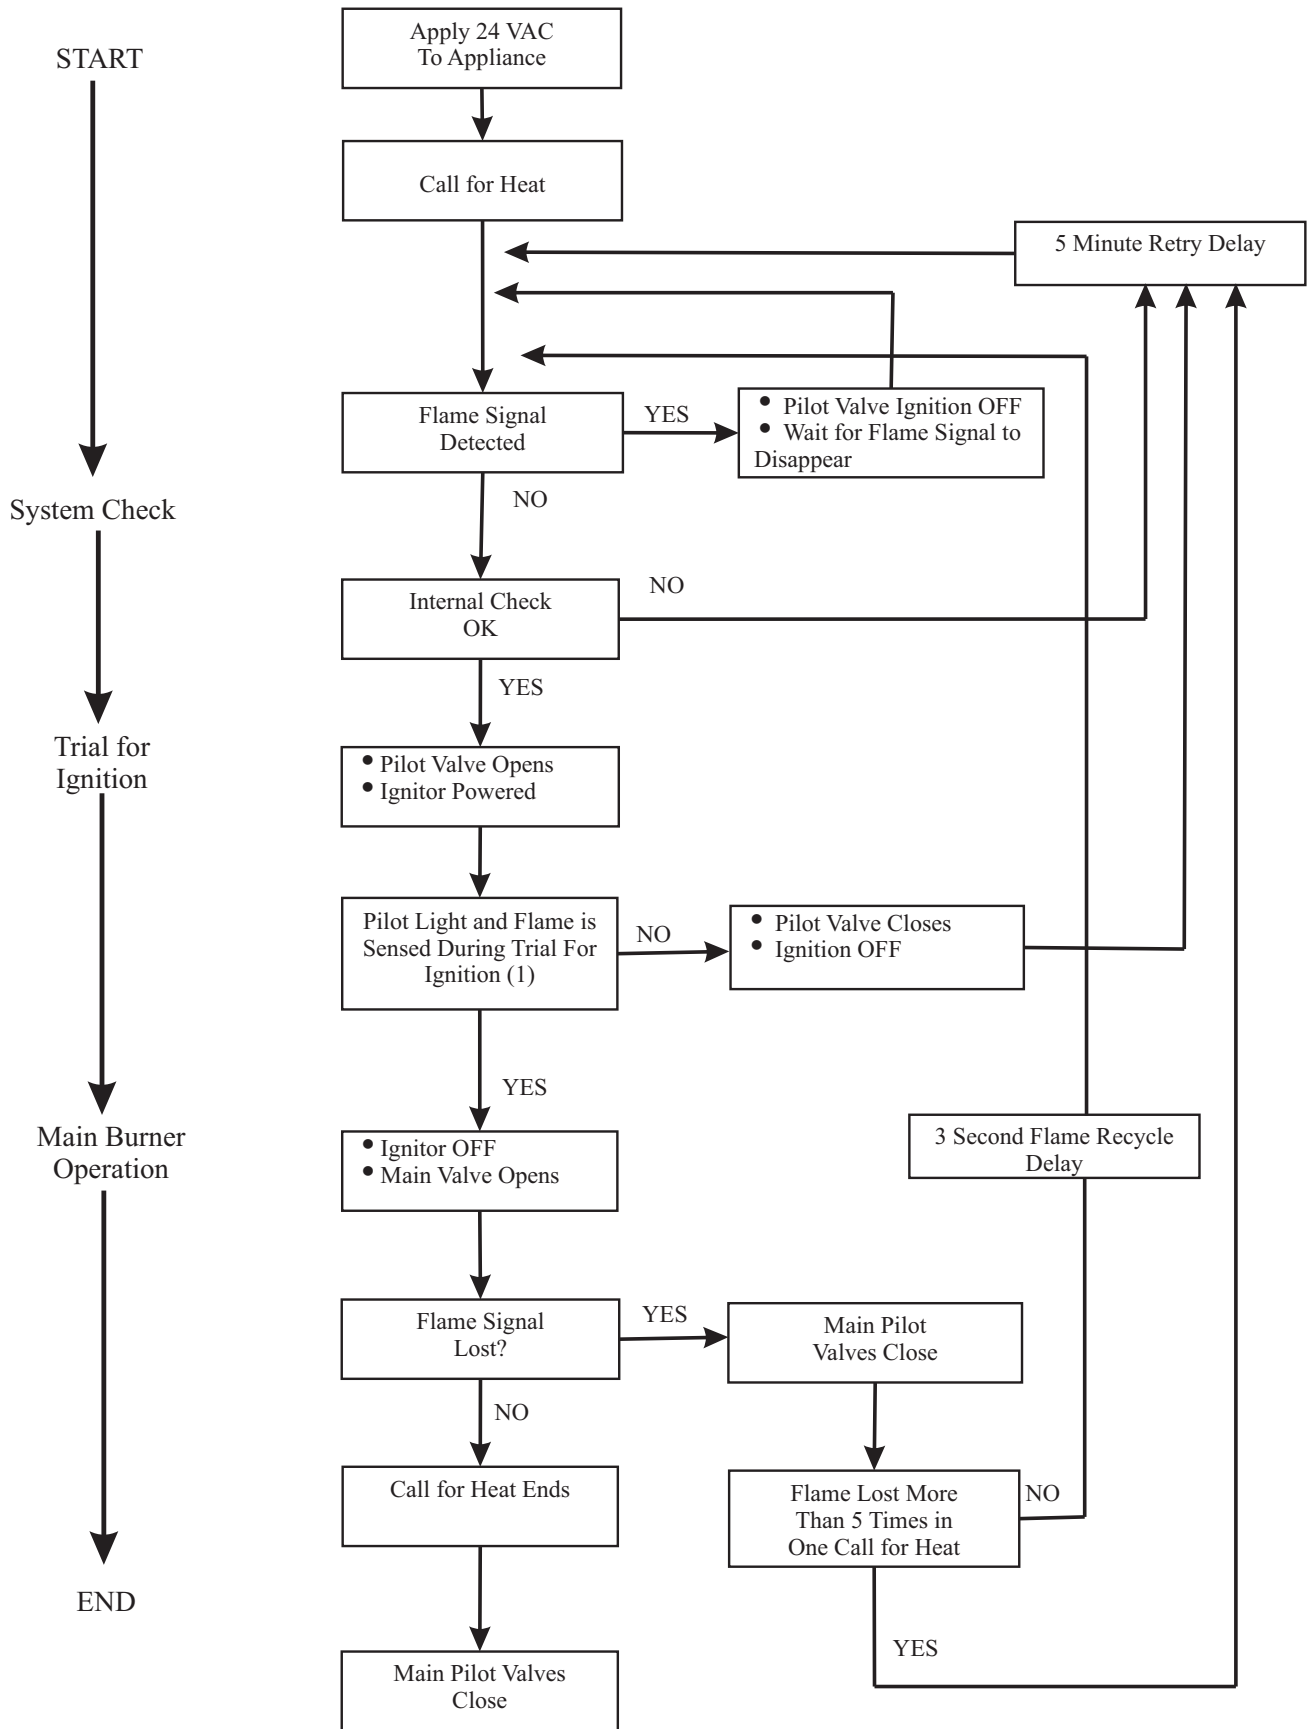 START
Apply 24 VAC
To Appliance
Call for Heat
5 Minute Retry Delay
Flame Signal
Detected
YES
• Pilot Valve Ignition OFF
• Wait for Flame Signal to
Disappear
NO
System Check
Internal Check
OK
NO
YES
Trial for
Ignition
• Pilot Valve Opens
• Ignitor Powered
Pilot Light and Flame is
Sensed During Trial For
Ignition (1)
NO
• Pilot Valve Closes
• Ignition OFF
YES
Main Burner
Operation
• Ignitor OFF
• Main Valve Opens
3 Second Flame Recycle
Delay
Flame Signal
Lost?
YES
Main Pilot
Valves Close
NO
Call for Heat Ends
Flame Lost More
Than 5 Times in
One Call for Heat
NO
END
YES
Main Pilot Valves
Close